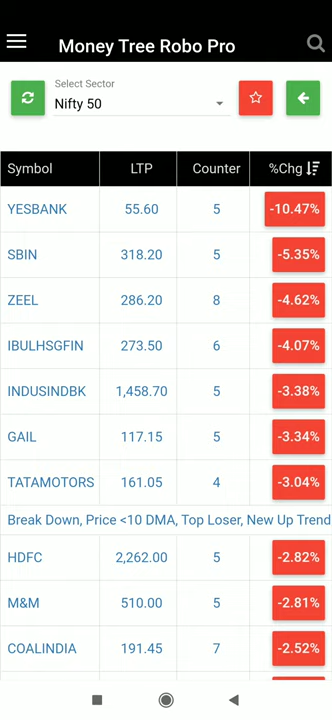 Money Tree Robo Pro
Select Sector
Nifty 50
Symbol LTP Counter %Chg
YESBANK 55.60 5 -10.47%
SBIN 318.20 5 -5.35%
ZEEL 286.20 8 -4.62%
IBULHSGFIN 273.50 6 -4.07%
INDUSINDBK 1,458.70 5 -3.38%
GAIL 117.15 5 -3.34%
TATAMOTORS 161.05 4 -3.04%
Break Down, Price <10 DMA, Top Loser, New Up Trend
HDFC 2,262.00 5 -2.82%
M&M 510.00 5 -2.81%
COALINDIA 191.45 7 -2.52%